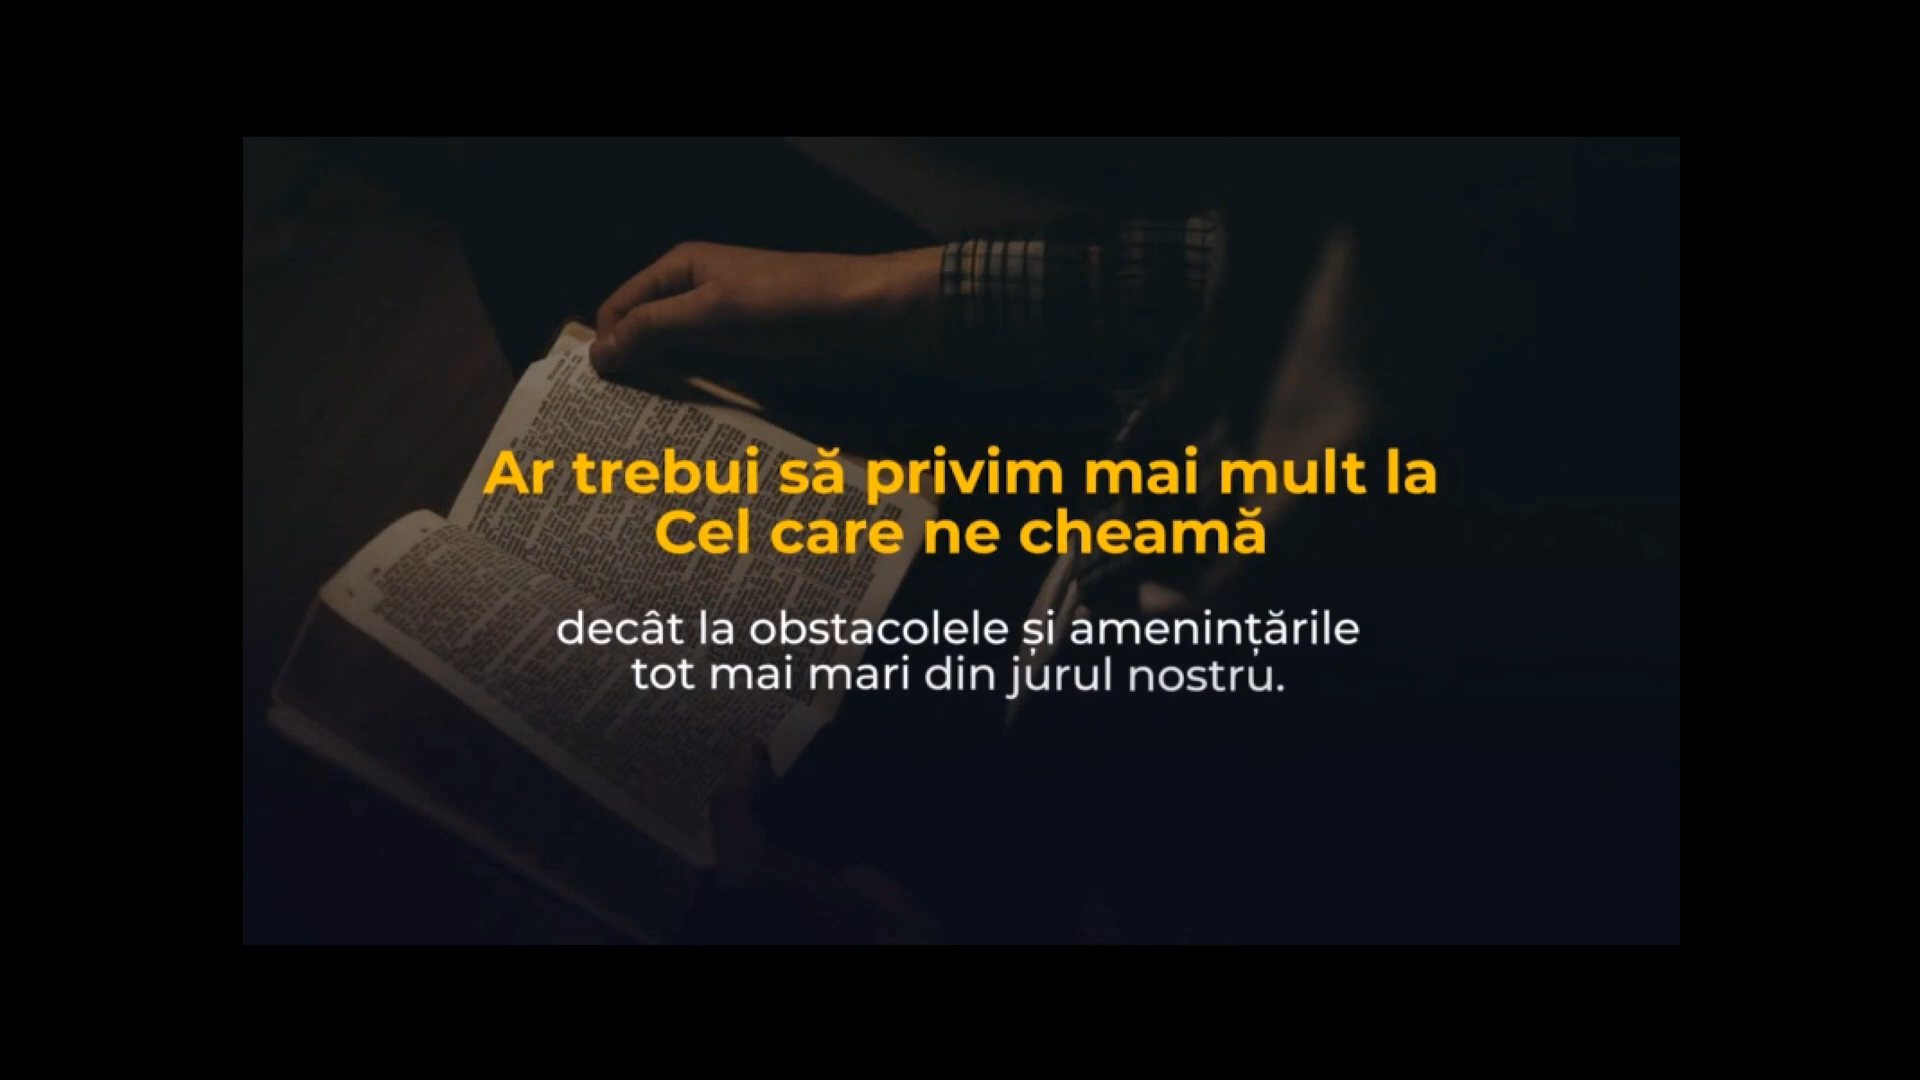 Ar trebui să privim mai mult la
Cel care ne cheamă
decât la obstacolele și amenințările
tot mai mari din jurul nostru.